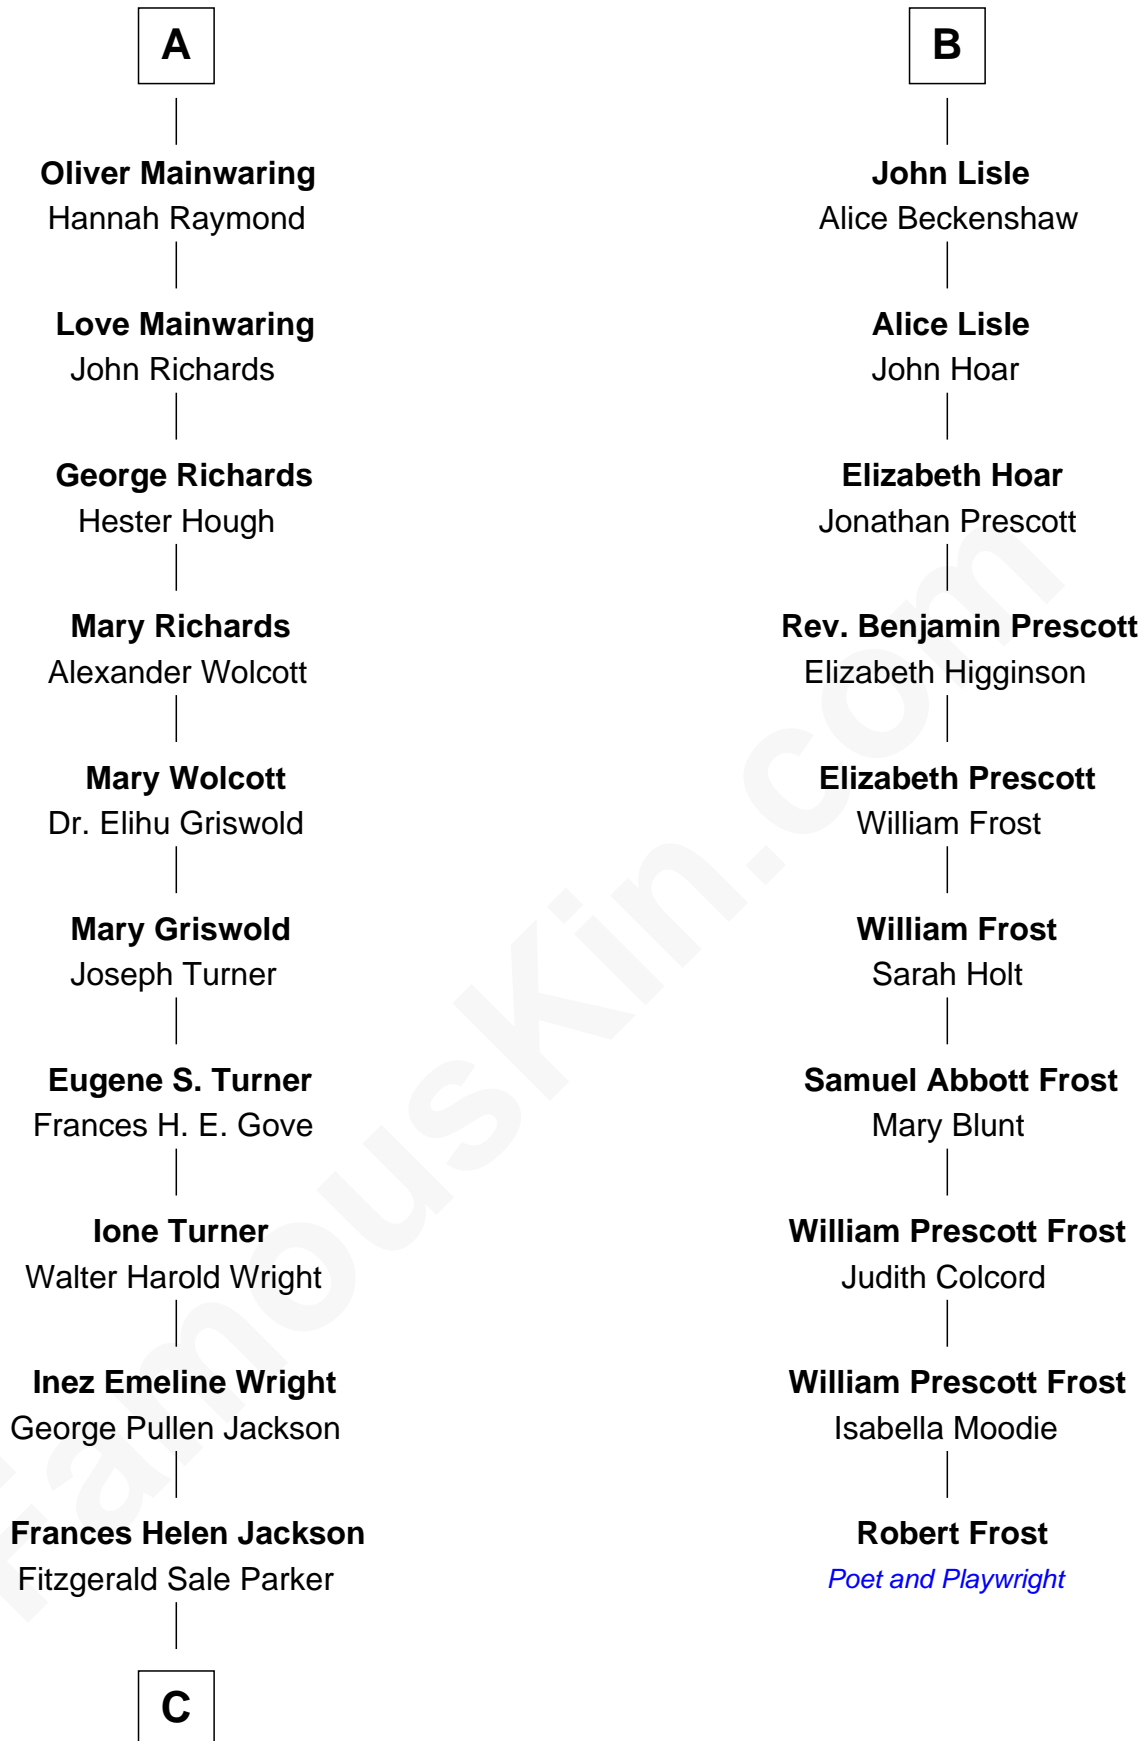 A
Oliver Mainwaring
Hannah Raymond
Love Mainwaring
John Richards
George Richards
Hester Hough
Mary Richards
Alexander Wolcott
Mary Wolcott
Dr. Elihu Griswold
Mary Griswold
Joseph Turner
Eugene S. Turner
Frances H. E. Gove
Ione Turner
Walter Harold Wright
Inez Emeline Wright
George Pullen Jackson
Frances Helen Jackson
Fitzgerald Sale Parker
C
B
John Lisle
Alice Beckenshaw
Alice Lisle
John Hoar
Elizabeth Hoar
Jonathan Prescott
Rev. Benjamin Prescott
Elizabeth Higginson
Elizabeth Prescott
William Frost
William Frost
Sarah Holt
Samuel Abbott Frost
Mary Blunt
William Prescott Frost
Judith Colcord
William Prescott Frost
Isabella Moodie
Robert Frost
Poet and Playwright
FamousKin.com